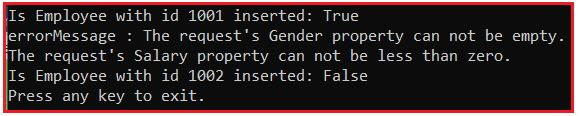 Is Employee with id 1001 inserted: True
errorMessage : The request's Gender property can not be empty.
The request's Salary property can not be less than zero.
Is Employee with id 1002 inserted: False
Press any key to exit.